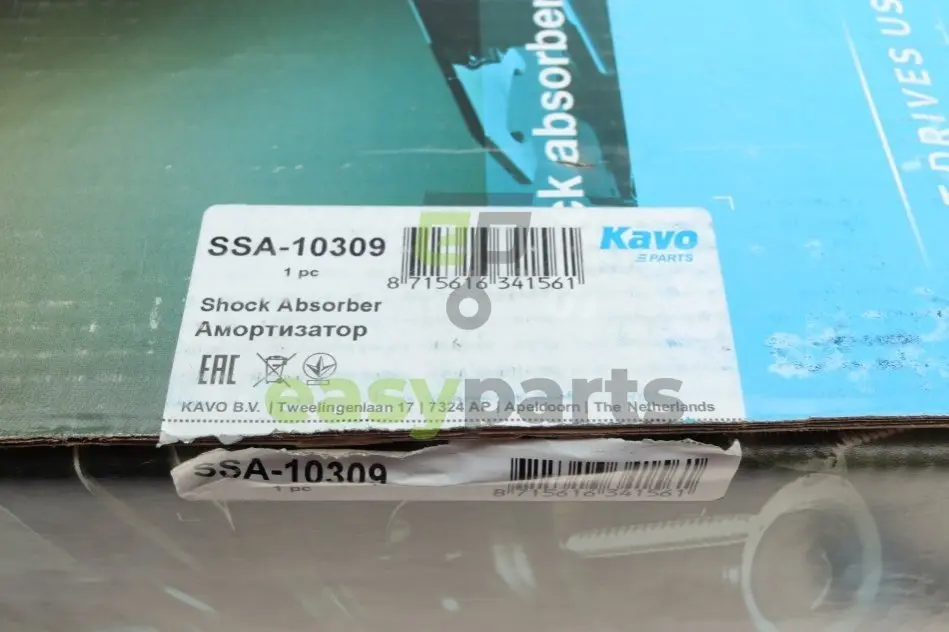 ck absorber
DRIVES US
SSA-10309
1 pc
8 715616 341561
Kavo
PARTS
Shock Absorber
Амортизатор
EAC
easyparts
KAVO B.V. | Tweelingenlaan 17 | 7324 AP | Apeldoorn | The Netherlands
SSA-10309
1 pc
8 715616 341561